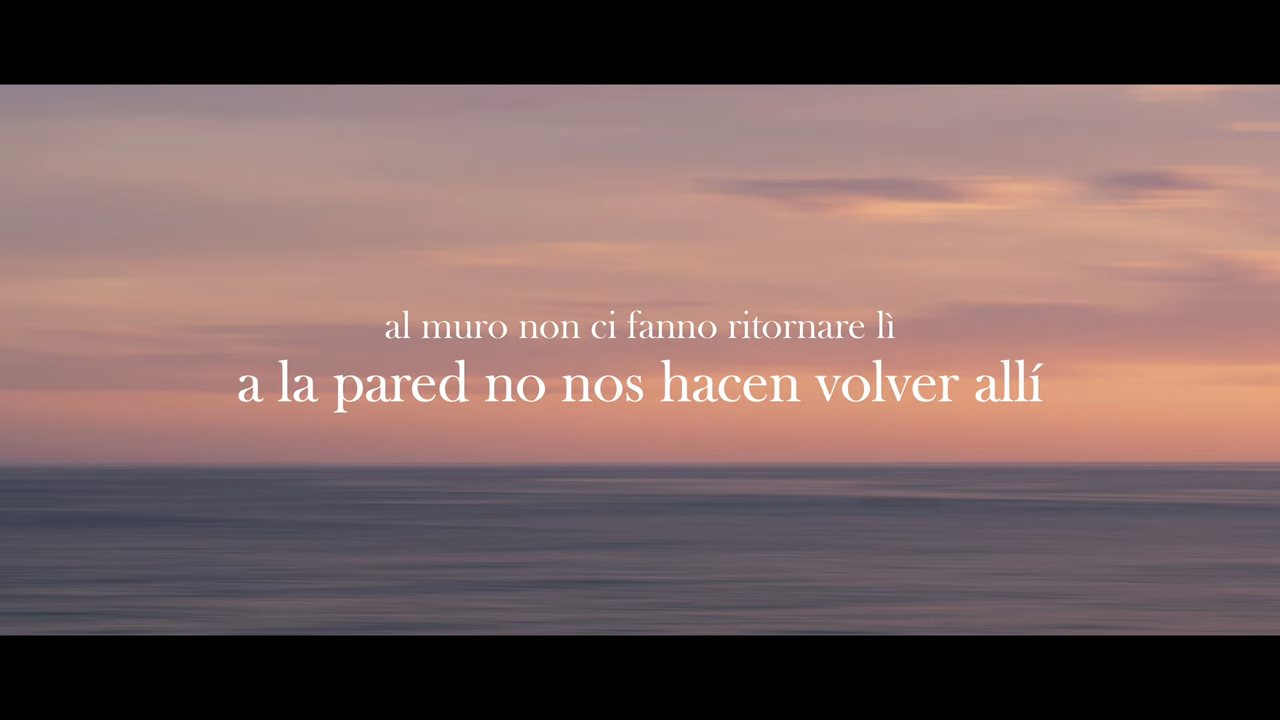 al muro non ci fanno ritornare lì
a la pared no nos hacen volver allí